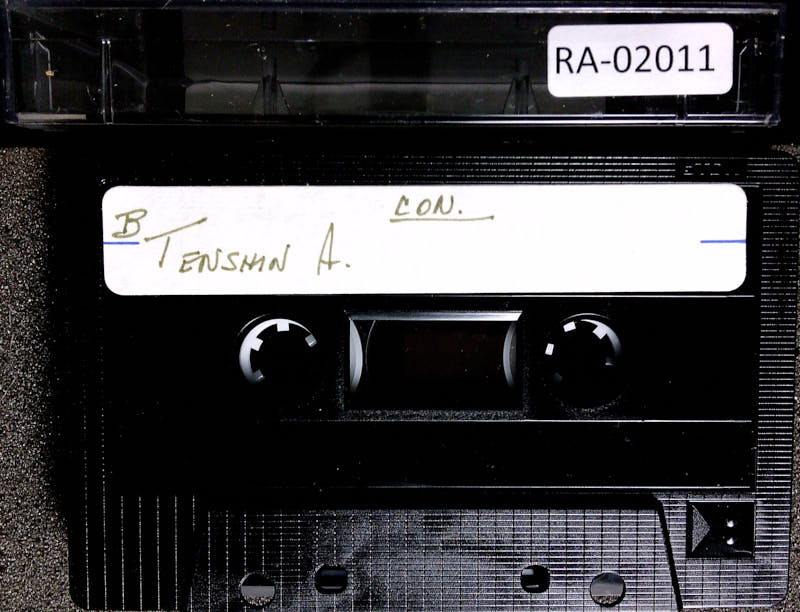 RA-02011
CON.
B
TENSHIN A.